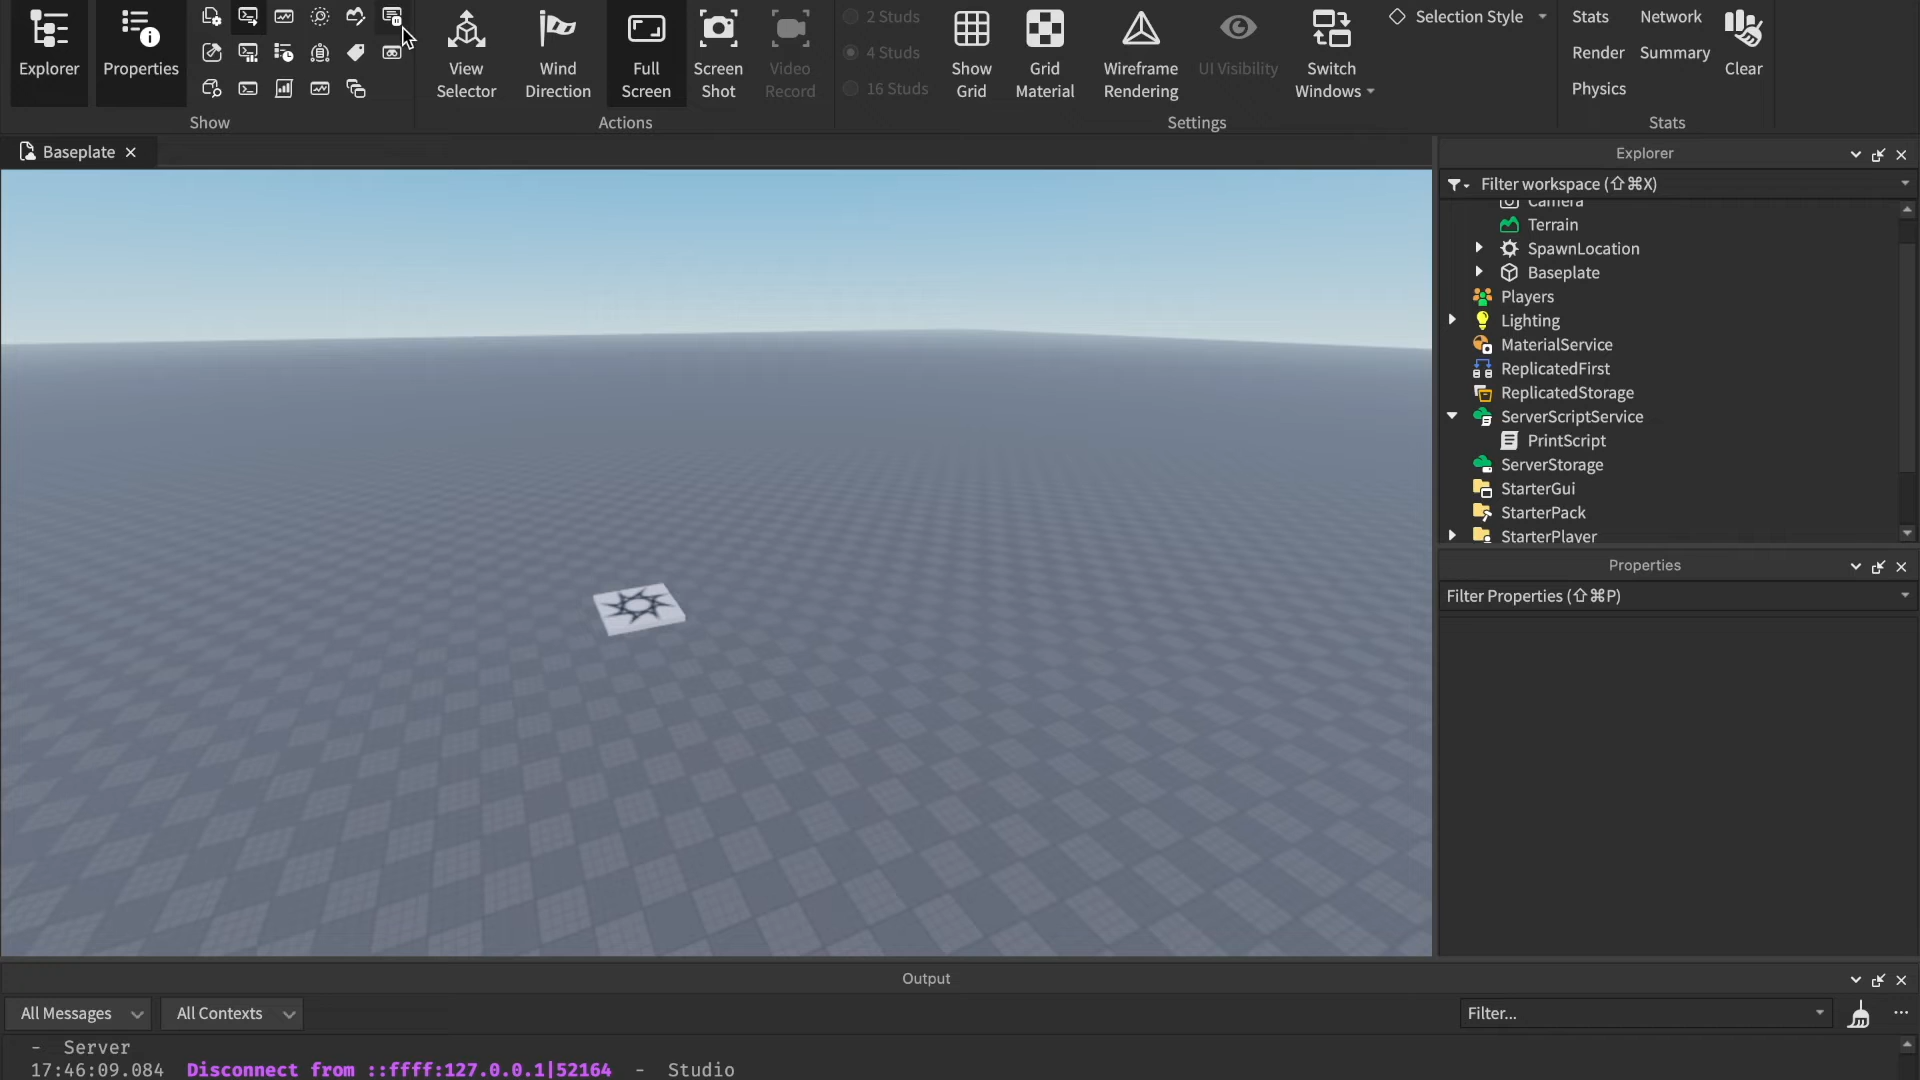 Explorer
Properties
Show
View
Selector
Wind
Direction
Full
Screen
Screen
Shot
Video
Record
Actions
2 Studs
4 Studs
16 Studs
Show
Grid
Grid
Material
Wireframe
Rendering
UI Visibility
Switch
Windows
Selection Style
Settings
Stats
Network
Render
Summary
Physics
Clear
Stats
Baseplate
Explorer
Filter workspace (⇧⌘X)
Camera
Terrain
SpawnLocation
Baseplate
Players
Lighting
MaterialService
ReplicatedFirst
ReplicatedStorage
ServerScriptService
PrintScript
ServerStorage
StarterGui
StarterPack
StarterPlayer
Properties
Filter Properties (⇧⌘P)
Output
All Messages
All Contexts
Filter...
- Server
17:46:09.084 Disconnect from ::ffff:127.0.0.1|52164 - Studio